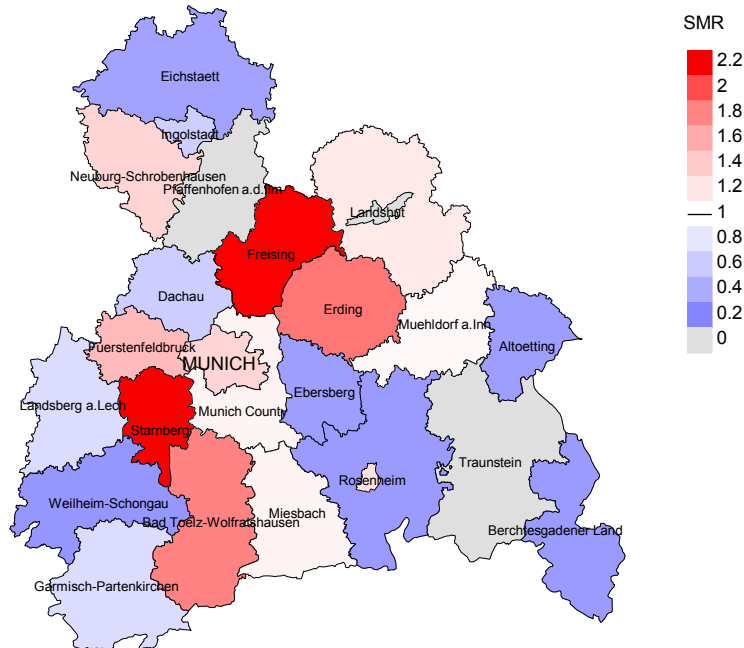 SMR
2.2
2
1.8
1.6
1.4
1.2
1
0.8
0.6
0.4
0.2
0
Eichstaett
Ingolstadt
Neuburg-Schrobenhausen
Pfaffenhofen a.d.Ilm
Landshut
Freising
Dachau
Erding
Muehldorf a.Inn
Altoetting
Fuerstenfeldbruck
MUNICH
Ebersberg
Landsberg a.Lech
Munich County
Starnberg
Traunstein
Rosenheim
Weilheim-Schongau
Miesbach
Bad Toelz-Wolfratshausen
Berchtesgadener Land
Garmisch-Partenkirchen